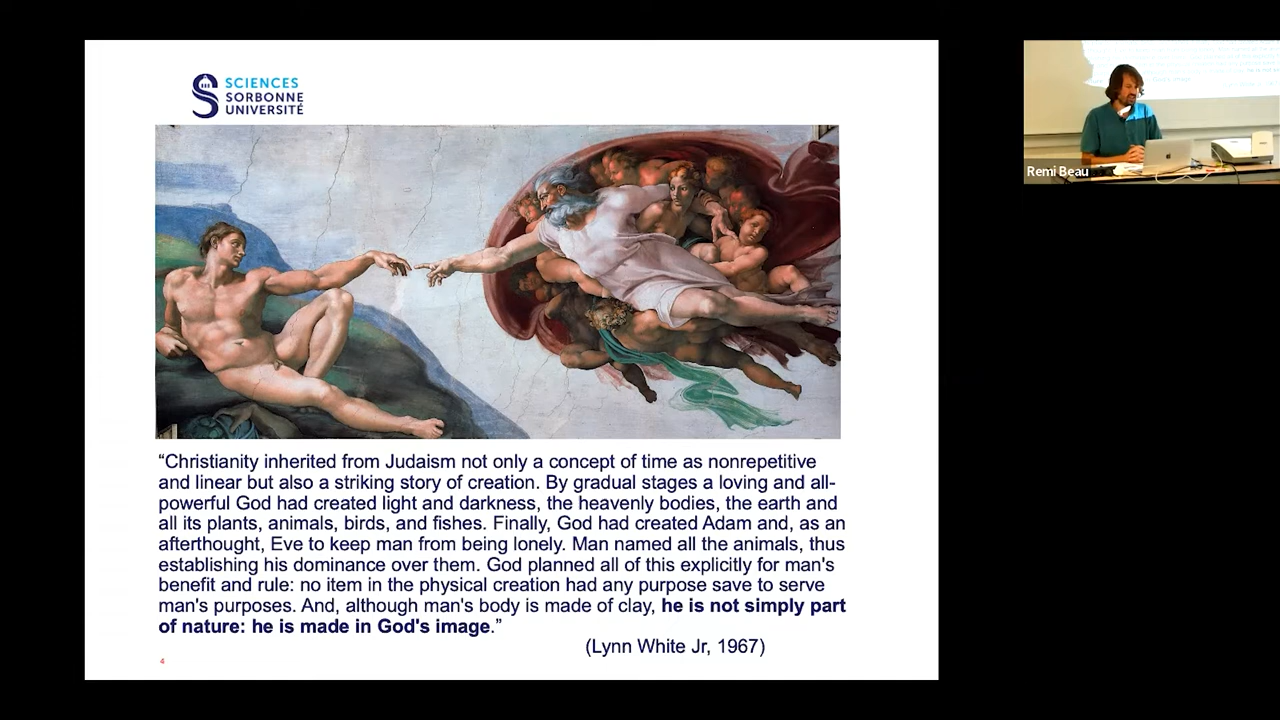 SCIENCES
SORBONNE
UNIVERSITÉ
“Christianity inherited from Judaism not only a concept of time as nonrepetitive
and linear but also a striking story of creation. By gradual stages a loving and all-
powerful God had created light and darkness, the heavenly bodies, the earth and
all its plants, animals, birds, and fishes. Finally, God had created Adam and, as an
afterthought, Eve to keep man from being lonely. Man named all the animals, thus
establishing his dominance over them. God planned all of this explicitly for man's
benefit and rule: no item in the physical creation had any purpose save to serve
man's purposes. And, although man's body is made of clay, he is not simply part
of nature: he is made in God's image.”
(Lynn White Jr, 1967)
4
Remi Beau